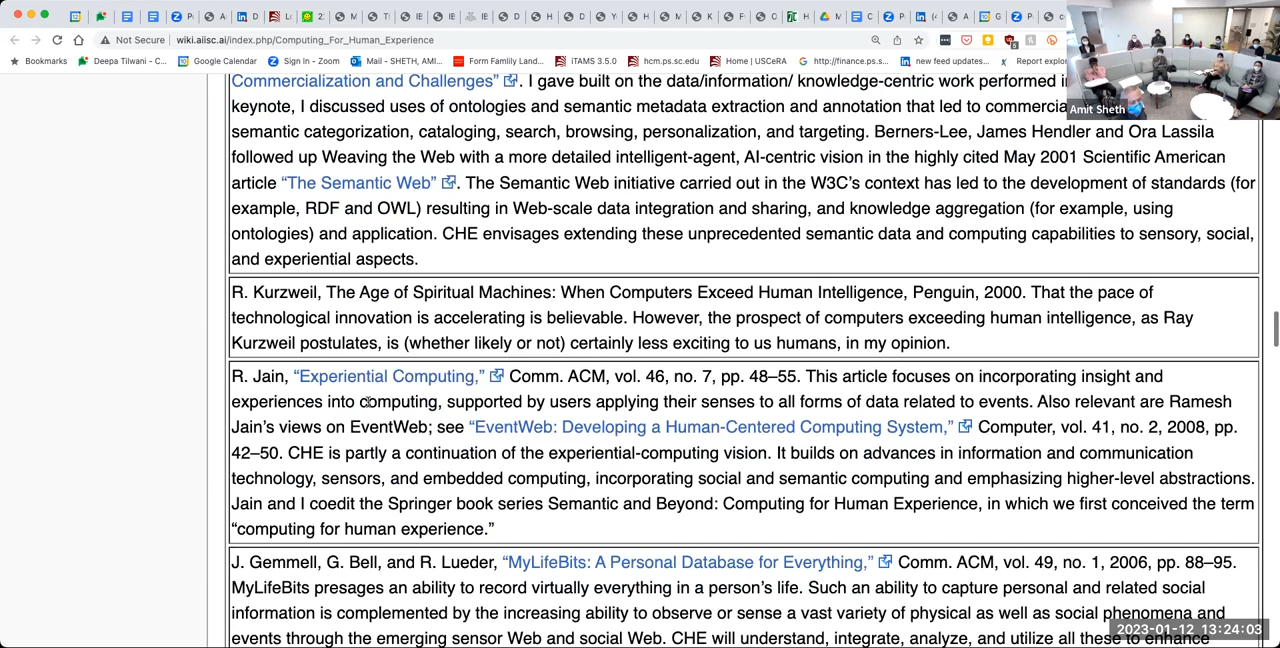 Not Secure wiki.aiisc.ai/index.php/Computing_For_Human_Experience
Bookmarks Deepa Tilwani - C... Google Calendar Sign In - Zoom Mail - SHETH, AMI... Form Familly Land... iTAMS 3.5.0 hcm.ps.sc.edu Home | USCeRA http://finance.ps.s... new feed updates... Report explor
Amit Sheth
Commercialization and Challenges”. I gave built on the data/information/ knowledge-centric work performed i
keynote, I discussed uses of ontologies and semantic metadata extraction and annotation that led to commercia
semantic categorization, cataloging, search, browsing, personalization, and targeting. Berners-Lee, James Hendler and Ora Lassila
followed up Weaving the Web with a more detailed intelligent-agent, AI-centric vision in the highly cited May 2001 Scientific American
article “The Semantic Web”. The Semantic Web initiative carried out in the W3C’s context has led to the development of standards (for
example, RDF and OWL) resulting in Web-scale data integration and sharing, and knowledge aggregation (for example, using
ontologies) and application. CHE envisages extending these unprecedented semantic data and computing capabilities to sensory, social,
and experiential aspects.
R. Kurzweil, The Age of Spiritual Machines: When Computers Exceed Human Intelligence, Penguin, 2000. That the pace of
technological innovation is accelerating is believable. However, the prospect of computers exceeding human intelligence, as Ray
Kurzweil postulates, is (whether likely or not) certainly less exciting to us humans, in my opinion.
R. Jain, “Experiential Computing,” Comm. ACM, vol. 46, no. 7, pp. 48–55. This article focuses on incorporating insight and
experiences into computing, supported by users applying their senses to all forms of data related to events. Also relevant are Ramesh
Jain’s views on EventWeb; see “EventWeb: Developing a Human-Centered Computing System,” Computer, vol. 41, no. 2, 2008, pp.
42–50. CHE is partly a continuation of the experiential-computing vision. It builds on advances in information and communication
technology, sensors, and embedded computing, incorporating social and semantic computing and emphasizing higher-level abstractions.
Jain and I coedit the Springer book series Semantic and Beyond: Computing for Human Experience, in which we first conceived the term
“computing for human experience.”
J. Gemmell, G. Bell, and R. Lueder, “MyLifeBits: A Personal Database for Everything,” Comm. ACM, vol. 49, no. 1, 2006, pp. 88–95.
MyLifeBits presages an ability to record virtually everything in a person’s life. Such an ability to capture personal and related social
information is complemented by the increasing ability to observe or sense a vast variety of physical as well as social phenomena and
events through the emerging sensor Web and social Web. CHE will understand, integrate, analyze, and utilize all these to enhance
2023-01-12 13:24:03